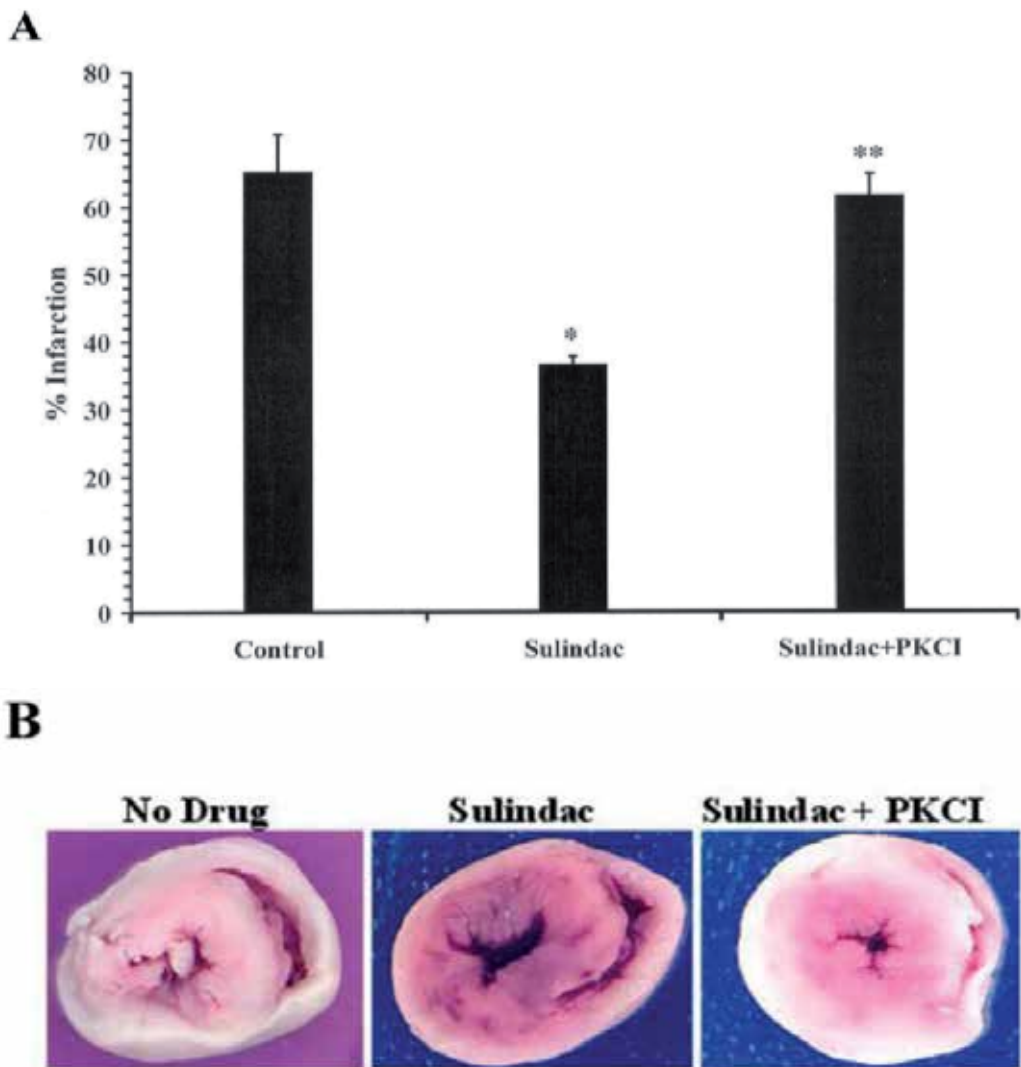 A
80
70
60
50
40
30
20
10
0
% Infarction
*
**
Control Sulindac Sulindac+PKCI
B
No Drug Sulindac Sulindac + PKCI